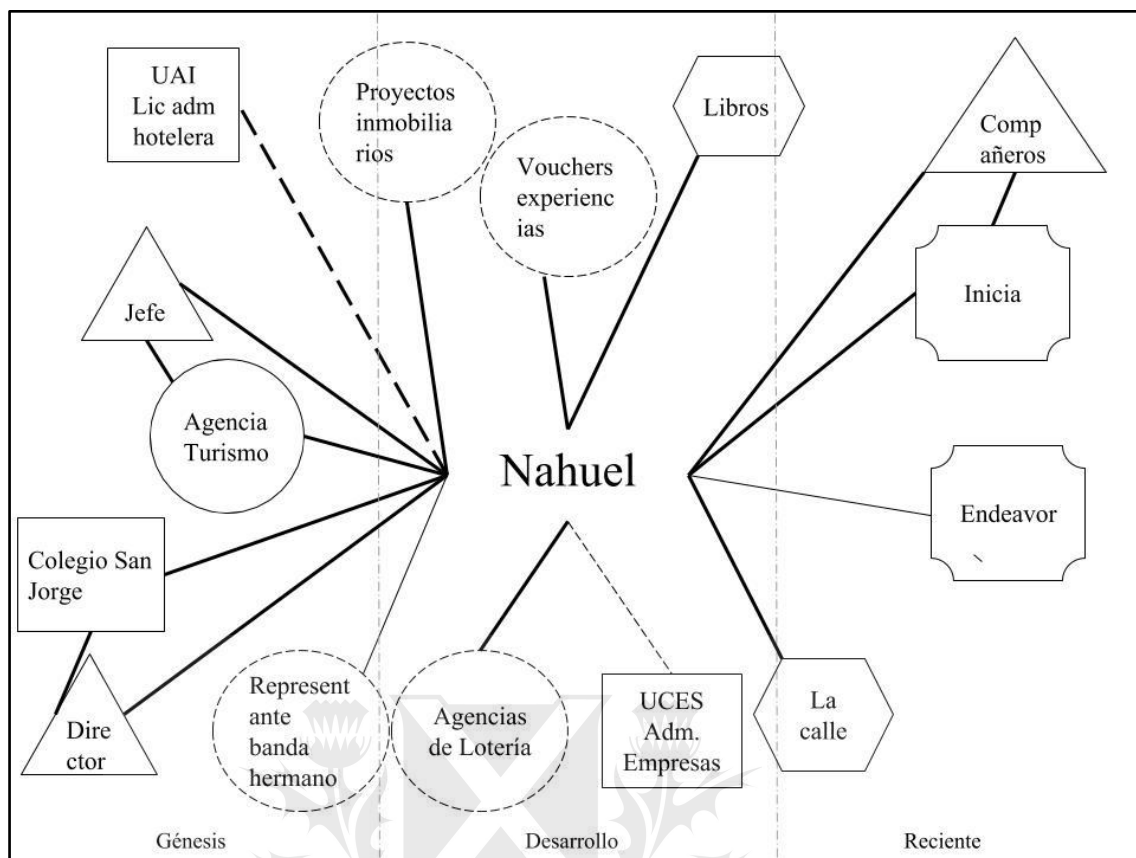 UAI
Lic adm
hotelera
Proyectos
inmobilia
rios
Vouchers
experienc
ias
Libros
Comp
añeros
Jefe
Inicia
Agencia
Turismo
Nahuel
Endeavor
Colegio San
Jorge
Dire
ctor
Represent
ante
banda
hermano
Agencias
de Lotería
UCES
Adm.
Empresas
La
calle
Génesis
Desarrollo
Reciente